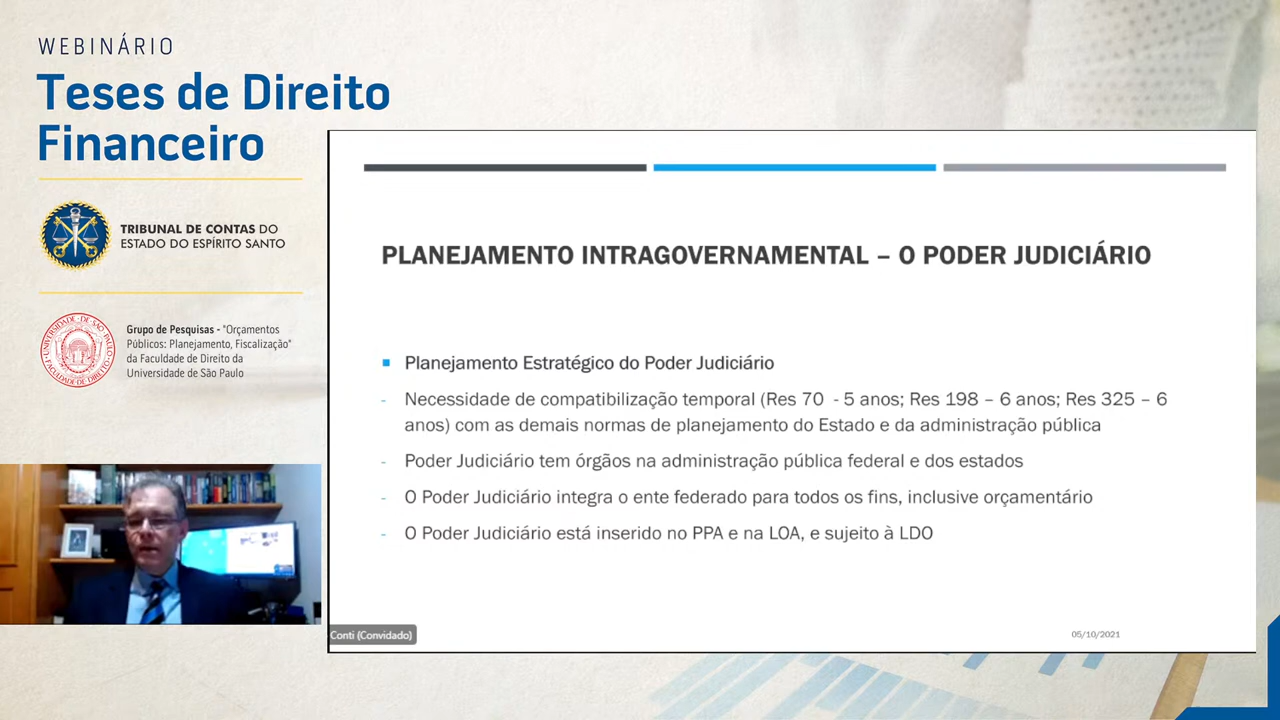 WEBINÁRIO
Teses de Direito
Financeiro
TRIBUNAL DE CONTAS DO
ESTADO DO ESPÍRITO SANTO
Grupo de Pesquisas - "Orçamentos
Públicos: Planejamento, Fiscalização"
da Faculdade de Direito da
Universidade de São Paulo
PLANEJAMENTO INTRAGOVERNAMENTAL – O PODER JUDICIÁRIO
Planejamento Estratégico do Poder Judiciário
- Necessidade de compatibilização temporal (Res 70 - 5 anos; Res 198 – 6 anos; Res 325 – 6
anos) com as demais normas de planejamento do Estado e da administração pública
- Poder Judiciário tem órgãos na administração pública federal e dos estados
- O Poder Judiciário integra o ente federado para todos os fins, inclusive orçamentário
- O Poder Judiciário está inserido no PPA e na LOA, e sujeito à LDO
Conti (Convidado)
05/10/2021